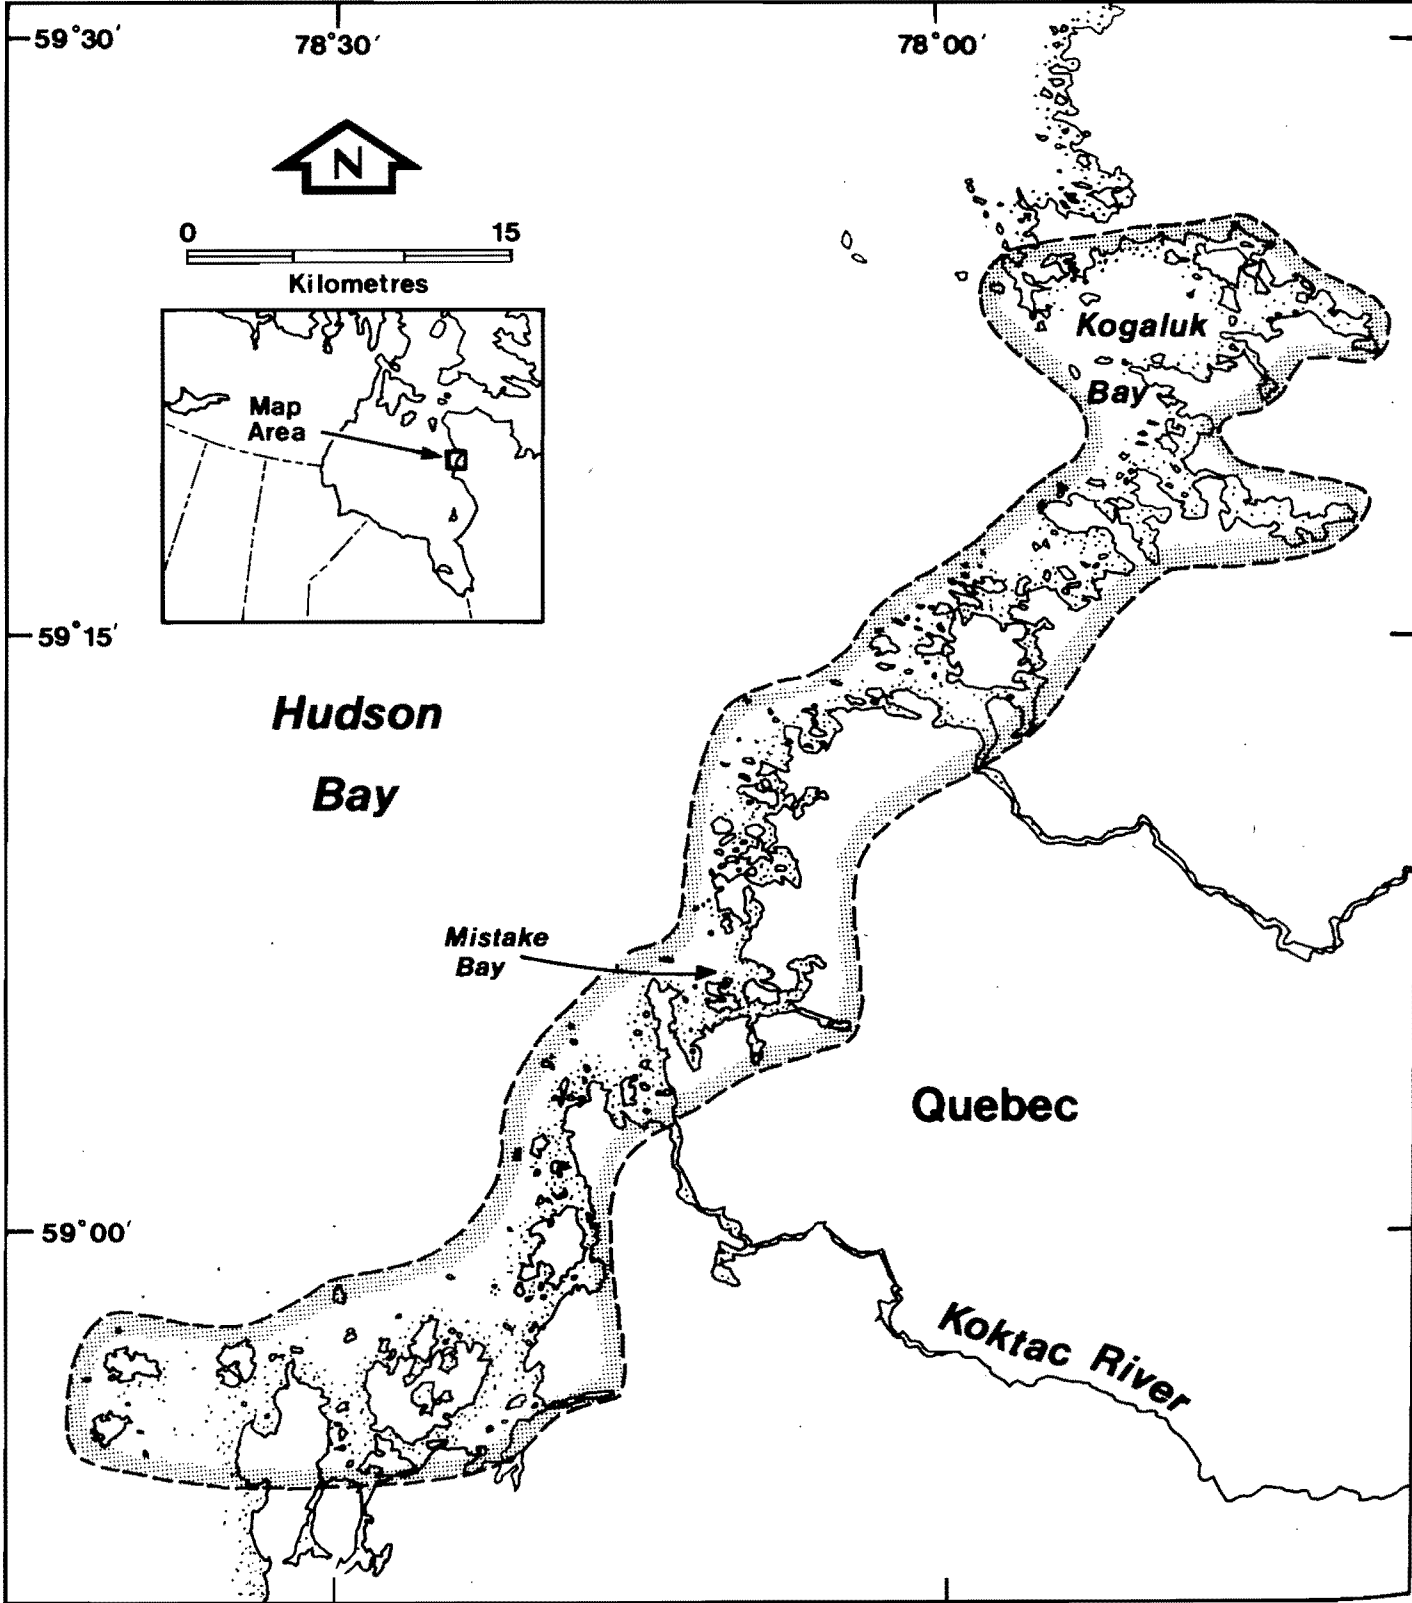 59°30'
78°30'
78°00'
N
0
15
Kilometres
Kogaluk
Bay
Map
Area
59°15'
Hudson
Bay
Mistake
Bay
Quebec
59°00'
Koktac River